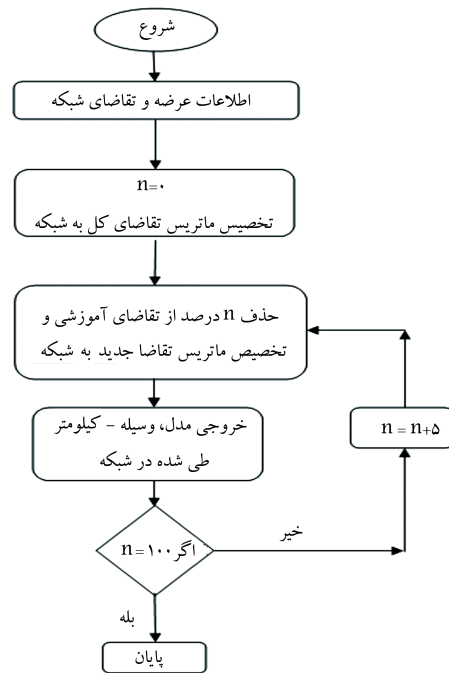 شروع
اطلاعات عرضه و تقاضای شبکه
n=۰
تخصیس ماتریس تقاضای کل به شبکه
حذف n درصد از تقاضای آموزشی و
تخصیص ماتریس تقاضا جدید به شبکه
خروجی مدل، وسیله - کیلومتر
طی شده در شبکه
n = n+۵
اگر n = ۱۰۰
خیر
بله
پایان